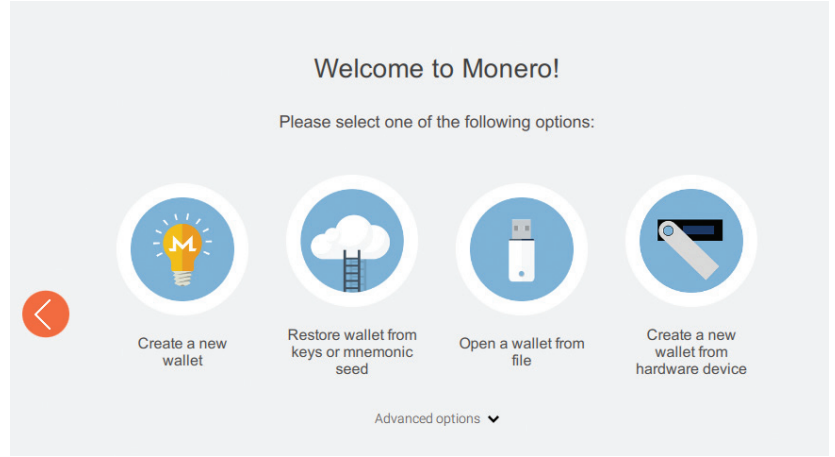 Welcome to Monero!
Please select one of the following options:
Create a new
wallet
Restore wallet from
keys or mnemonic
seed
Open a wallet from
file
Create a new
wallet from
hardware device
Advanced options